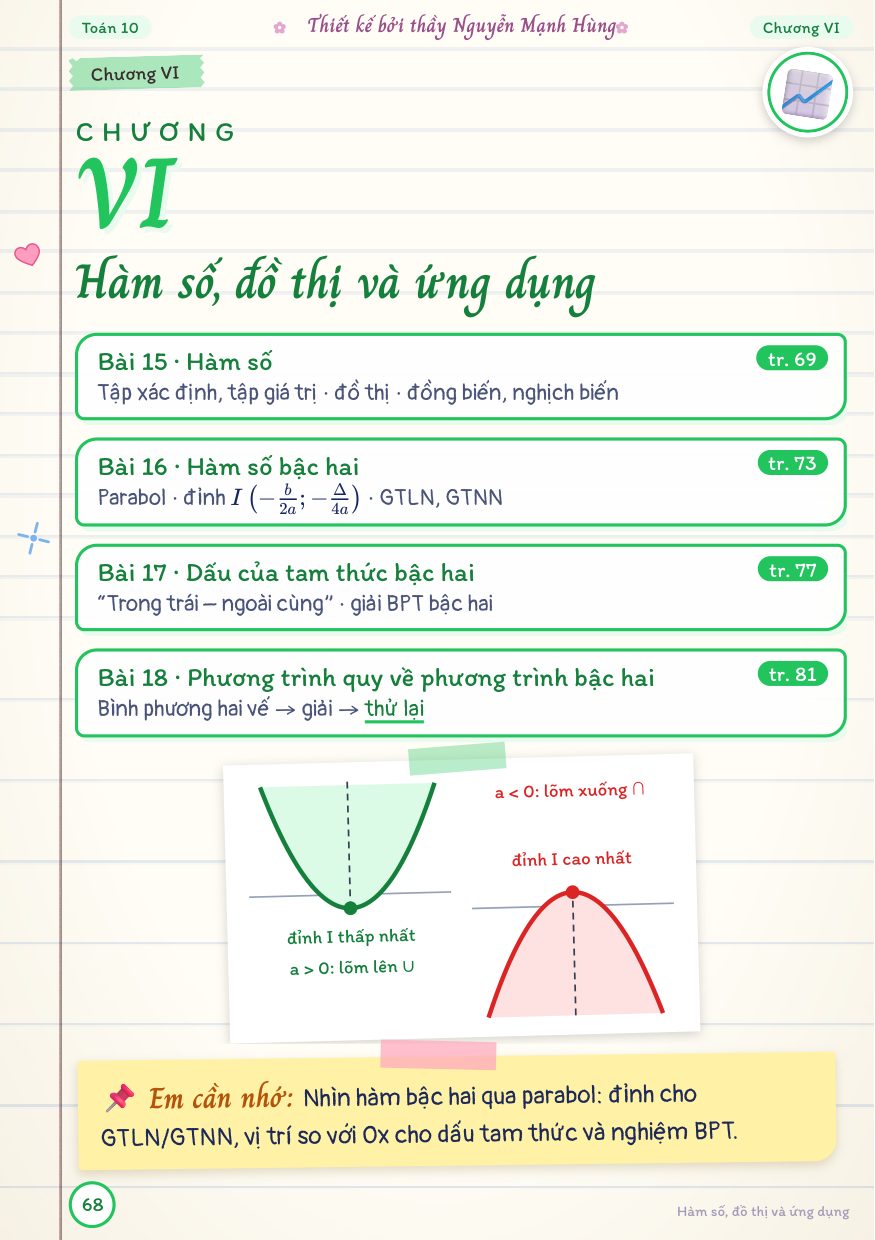 Toán 10
Thiết kế bởi thầy Nguyễn Mạnh Hùng
Chương VI
Chương VI
CHƯƠNG
VI
Hàm số, đồ thị và ứng dụng
Bài 15 · Hàm số
tr. 69
Tập xác định, tập giá trị · đồ thị · đồng biến, nghịch biến
Bài 16 · Hàm số bậc hai
tr. 73
Parabol · đỉnh I (−b/2a; −Δ/4a) · GTLN, GTNN
Bài 17 · Dấu của tam thức bậc hai
tr. 77
“Trong trái – ngoài cùng” · giải BPT bậc hai
Bài 18 · Phương trình quy về phương trình bậc hai
tr. 81
Bình phương hai vế → giải → thử lại
a < 0: lõm xuống ∩
đỉnh I cao nhất
đỉnh I thấp nhất
a > 0: lõm lên ∪
Em cần nhớ: Nhìn hàm bậc hai qua parabol: đỉnh cho
GTLN/GTNN, vị trí so với Ox cho dấu tam thức và nghiệm BPT.
68
Hàm số, đồ thị và ứng dụng